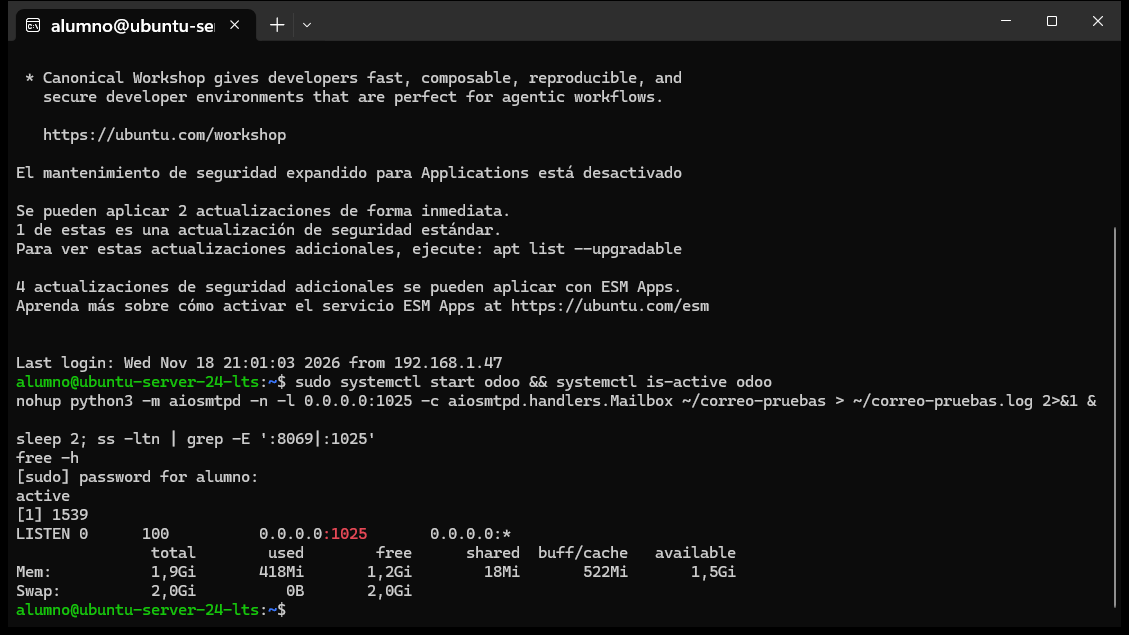 alumno@ubuntu-ser
* Canonical Workshop gives developers fast, composable, reproducible, and
secure developer environments that are perfect for agentic workflows.
https://ubuntu.com/workshop
El mantenimiento de seguridad expandido para Applications está desactivado
Se pueden aplicar 2 actualizaciones de forma inmediata.
1 de estas es una actualización de seguridad estándar.
Para ver estas actualizaciones adicionales, ejecute: apt list --upgradable
4 actualizaciones de seguridad adicionales se pueden aplicar con ESM Apps.
Aprenda más sobre cómo activar el servicio ESM Apps at https://ubuntu.com/esm
Last login: Wed Nov 18 21:01:03 2026 from 192.168.1.47
alumno@ubuntu-server-24-lts:~$ sudo systemctl start odoo && systemctl is-active odoo
nohup python3 -m aiosmtpd -n -l 0.0.0.0:1025 -c aiosmtpd.handlers.Mailbox ~/correo-pruebas > ~/correo-pruebas.log 2>&1 &
sleep 2; ss -ltn | grep -E ':8069|:1025'
free -h
[sudo] password for alumno:
active
[1] 1539
LISTEN 0      100          0.0.0.0:1025       0.0.0.0:*
               total        used        free      shared  buff/cache   available
Mem:           1,9Gi       418Mi       1,2Gi        18Mi       522Mi       1,5Gi
Swap:          2,0Gi          0B       2,0Gi
alumno@ubuntu-server-24-lts:~$